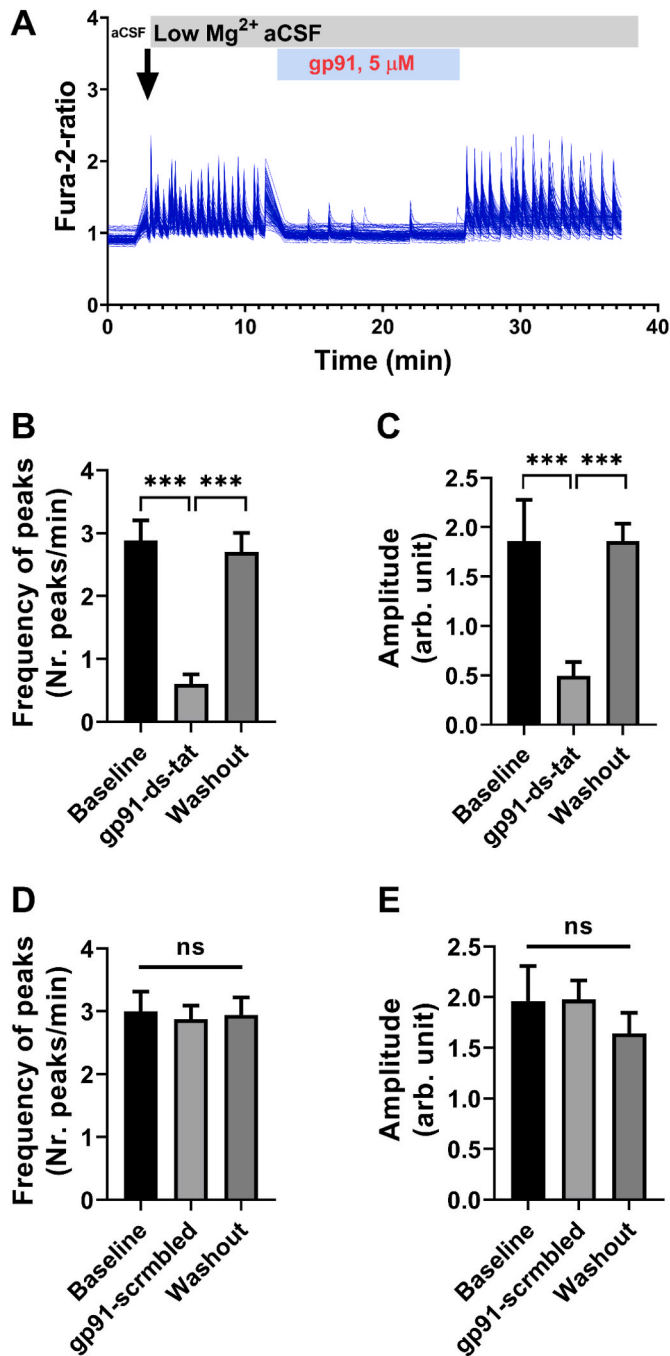 A
aCSF Low Mg2+ aCSF
gp91, 5 μM
Fura-2-ratio
4
3
2
1
0
0 10 20 30 40
Time (min)
B
Frequency of peaks
(Nr. peaks/min)
4
3
2
1
0
*** ***
Baseline
gp91-ds-tat
Washout
C
Amplitude
(arb. unit)
2.5
2.0
1.5
1.0
0.5
0.0
*** ***
Baseline
gp91-ds-tat
Washout
D
Frequency of peaks
(Nr. peaks/min)
4
3
2
1
0
ns
Baseline
gp91-scrmbled
Washout
E
Amplitude
(arb. unit)
2.5
2.0
1.5
1.0
0.5
0.0
ns
Baseline
gp91-scrmbled
Washout